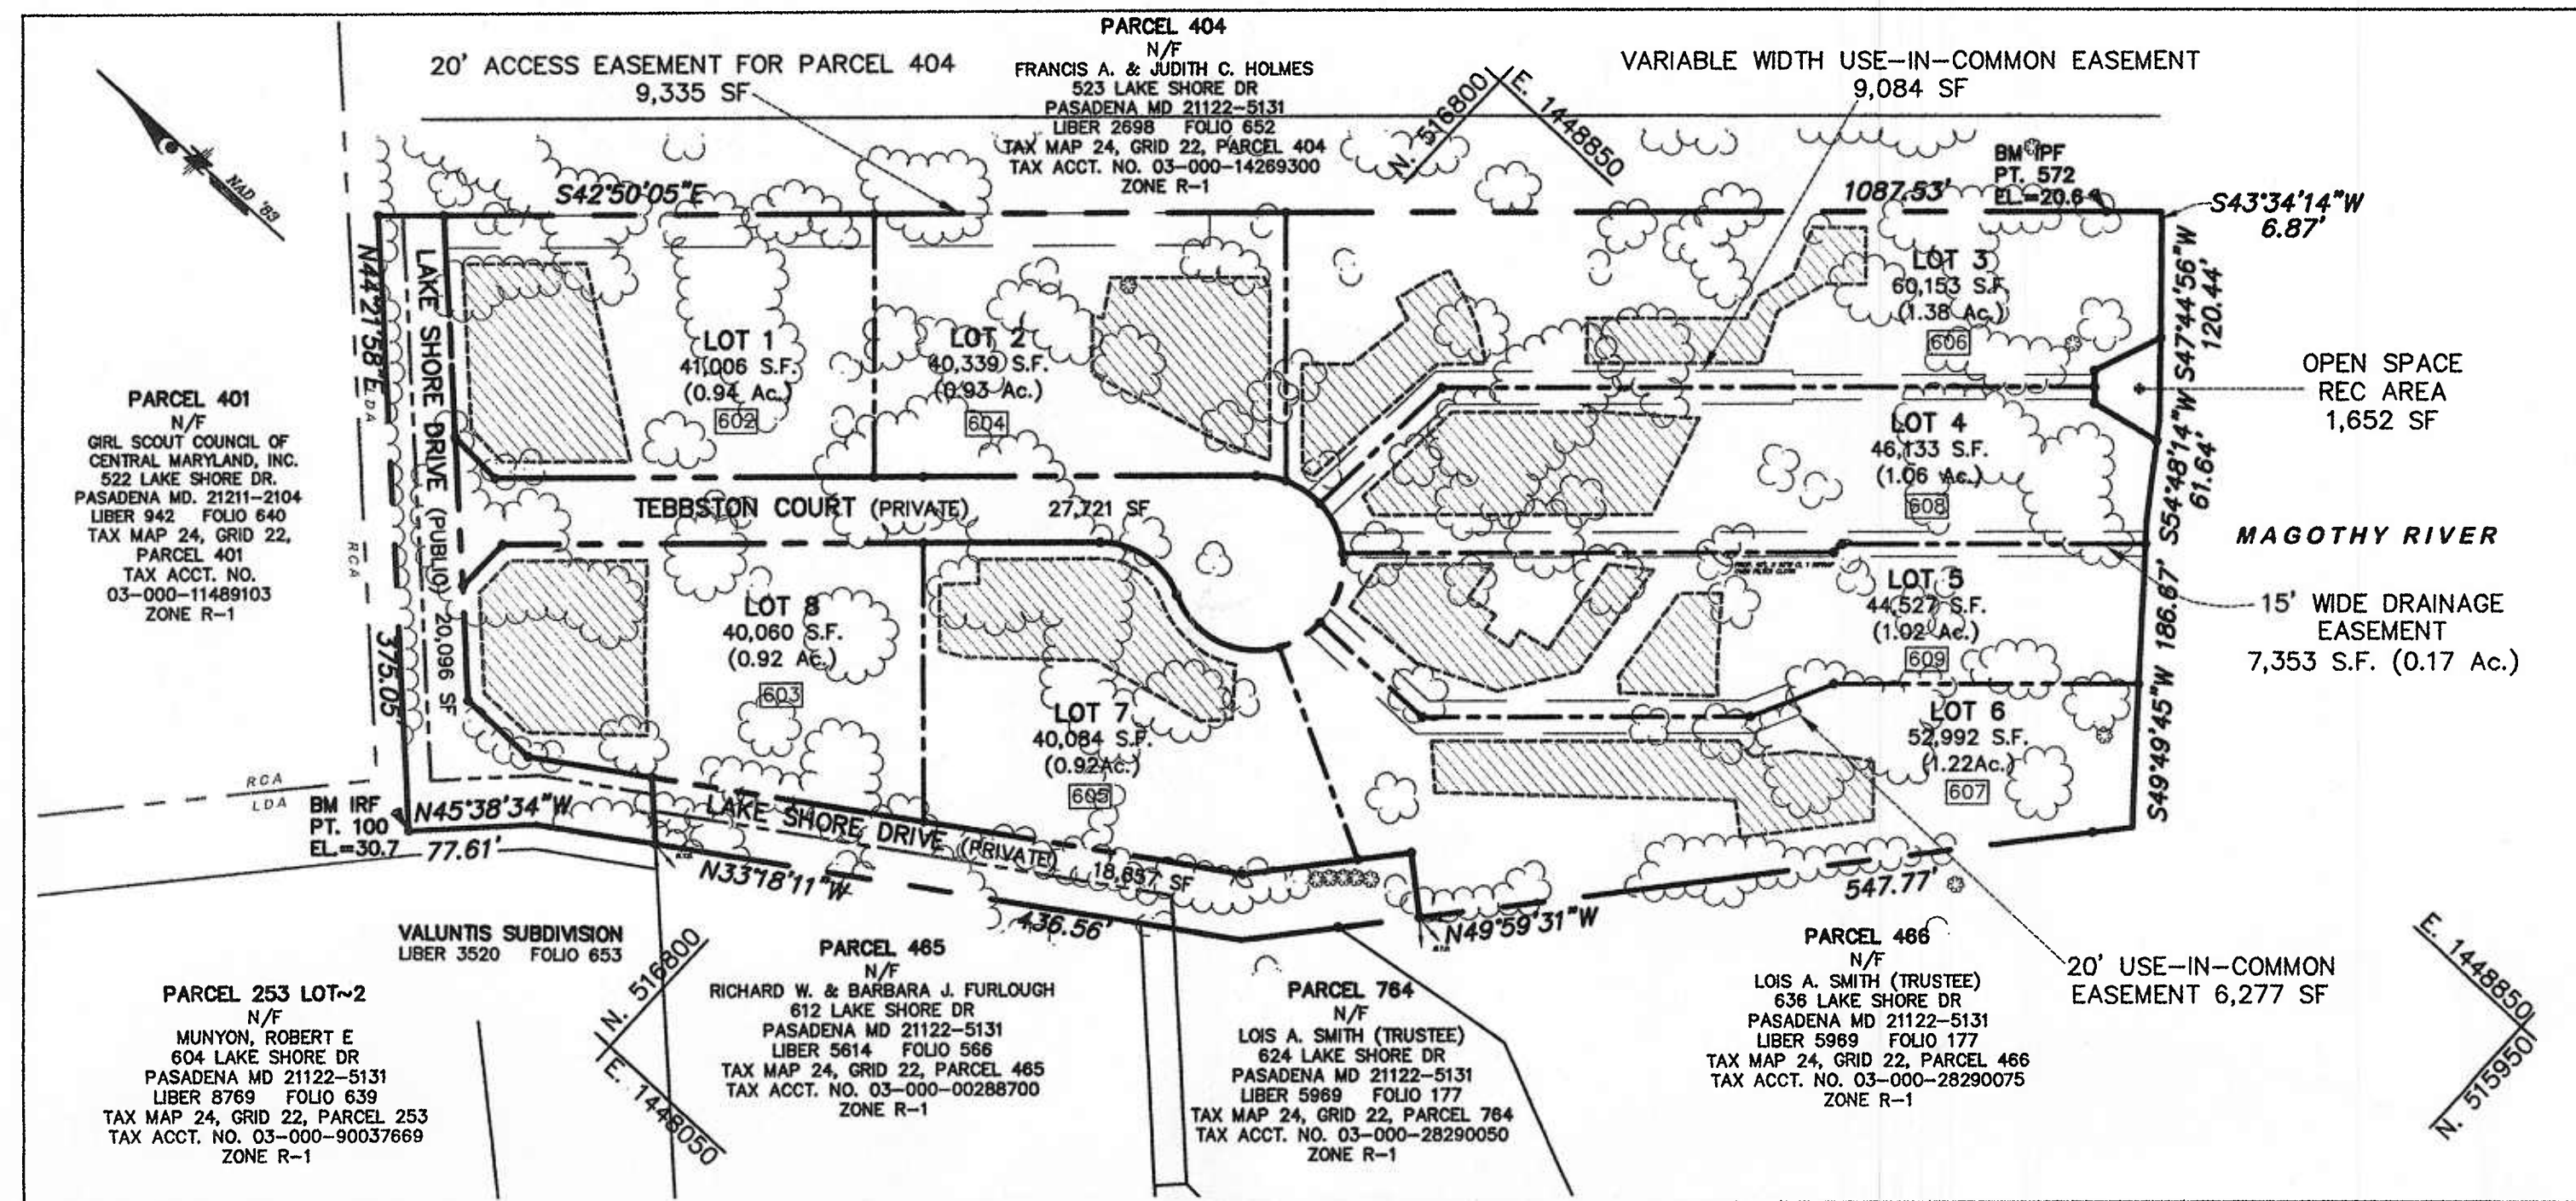 PARCEL 404
N/F
FRANCIS A. & JUDITH C. HOLMES
523 LAKE SHORE DR
PASADENA MD 21122-5131
LIBER 2698 FOLIO 652
TAX MAP 24, GRID 22, PARCEL 404
TAX ACCT. NO. 03-000-14269300
ZONE R-1
20' ACCESS EASEMENT FOR PARCEL 404
9,335 SF
VARIABLE WIDTH USE-IN-COMMON EASEMENT
9,084 SF
N. 516800
E. 1448850
NAD '83
BM IPF
PT. 572
EL.=20.6
S42°50'05"E
1087.53'
S43°34'14"W
6.87'
N44°21'58"E
375.05'
LAKE SHORE DRIVE (PUBLIC) 20,096 SF
LDA
RCA
LOT 1
41,006 S.F.
(0.94 Ac.)
602
LOT 2
40,339 S.F.
(0.93 Ac.)
604
LOT 3
60,153 S.F.
(1.38 Ac.)
606
S47°44'56"W
120.44'
OPEN SPACE
REC AREA
1,652 SF
LOT 4
46,133 S.F.
(1.06 Ac.)
608
S54°48'14"W
61.64'
PARCEL 401
N/F
GIRL SCOUT COUNCIL OF
CENTRAL MARYLAND, INC.
522 LAKE SHORE DR.
PASADENA MD. 21211-2104
LIBER 942 FOLIO 640
TAX MAP 24, GRID 22,
PARCEL 401
TAX ACCT. NO.
03-000-11489103
ZONE R-1
TEBBSTON COURT (PRIVATE) 27,721 SF
MAGOTHY RIVER
LOT 5
44,527 S.F.
(1.02 Ac.)
609
15' WIDE DRAINAGE
EASEMENT
7,353 S.F. (0.17 Ac.)
LOT 8
40,060 S.F.
(0.92 Ac.)
603
LOT 7
40,084 S.F.
(0.92Ac.)
605
LOT 6
52,992 S.F.
(1.22Ac.)
607
S49°49'45"W 186.67'
RCA
LDA
BM IRF
PT. 100
EL.=30.7
N45°38'34"W
77.61'
LAKE SHORE DRIVE (PRIVATE) 18,857 SF
N33°18'11"W
436.56'
N49°59'31"W
547.77'
20' USE-IN-COMMON
EASEMENT 6,277 SF
VALUNTIS SUBDIVISION
LIBER 3520 FOLIO 653
PARCEL 253 LOT~2
N/F
MUNYON, ROBERT E
604 LAKE SHORE DR
PASADENA MD 21122-5131
LIBER 8769 FOLIO 639
TAX MAP 24, GRID 22, PARCEL 253
TAX ACCT. NO. 03-000-90037669
ZONE R-1
N. 516800
E. 1448050
PARCEL 465
N/F
RICHARD W. & BARBARA J. FURLOUGH
612 LAKE SHORE DR
PASADENA MD 21122-5131
LIBER 5614 FOLIO 566
TAX MAP 24, GRID 22, PARCEL 465
TAX ACCT. NO. 03-000-00288700
ZONE R-1
PARCEL 764
N/F
LOIS A. SMITH (TRUSTEE)
624 LAKE SHORE DR
PASADENA MD 21122-5131
LIBER 5969 FOLIO 177
TAX MAP 24, GRID 22, PARCEL 764
TAX ACCT. NO. 03-000-28290050
ZONE R-1
PARCEL 466
N/F
LOIS A. SMITH (TRUSTEE)
636 LAKE SHORE DR
PASADENA MD 21122-5131
LIBER 5969 FOLIO 177
TAX MAP 24, GRID 22, PARCEL 466
TAX ACCT. NO. 03-000-28290075
ZONE R-1
E. 1448850
N. 515950